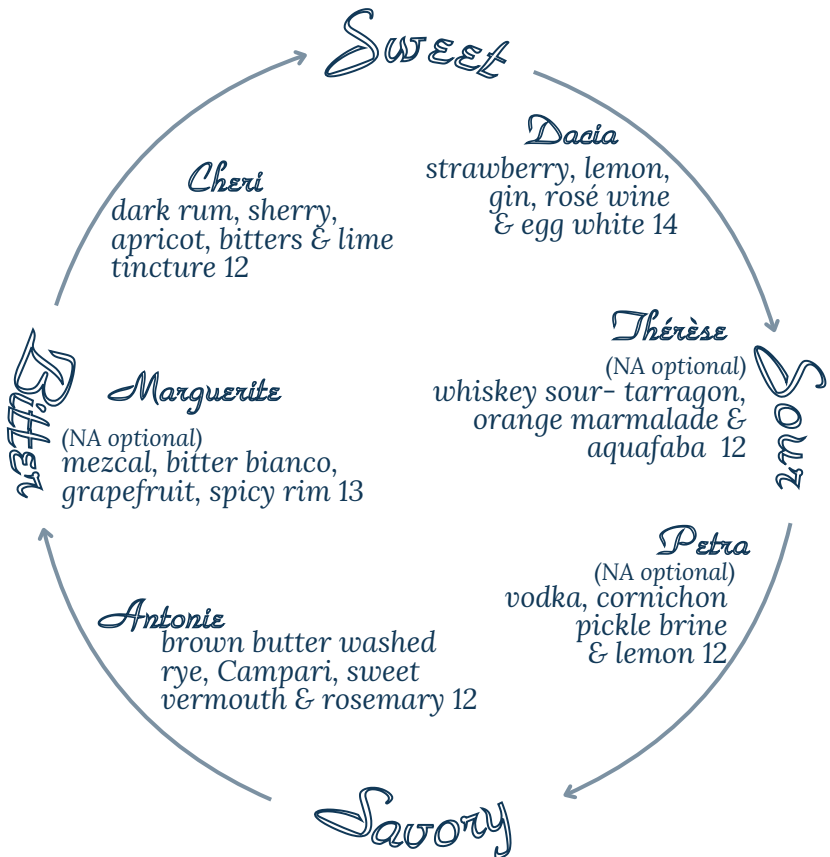 Sweet
Dacia
strawberry, lemon,
gin, rosé wine
& egg white 14
Thérèse
(NA optional)
whiskey sour- tarragon,
orange marmalade &
aquafaba 12
Sour
Petra
(NA optional)
vodka, cornichon
pickle brine
& lemon 12
Savory
Antonie
brown butter washed
rye, Campari, sweet
vermouth & rosemary 12
Bitter
Marguerite
(NA optional)
mezcal, bitter bianco,
grapefruit, spicy rim 13
Cheri
dark rum, sherry,
apricot, bitters & lime
tincture 12